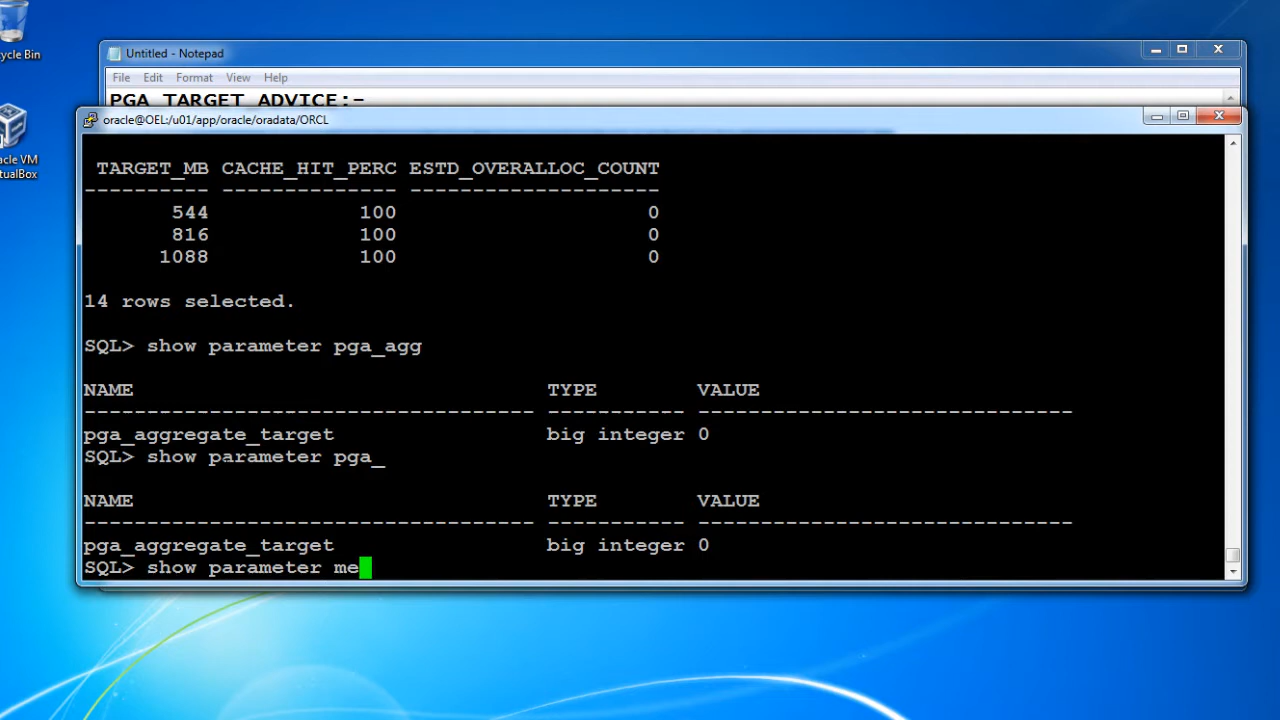 ycle Bin
acle VM
rtualBox
Untitled - Notepad
File Edit Format View Help
PGA TARGET ADVICE:-
oracle@OEL:/u01/app/oracle/oradata/ORCL
TARGET_MB CACHE_HIT_PERC ESTD_OVERALLOC_COUNT
---------- -------------- --------------------
544 100 0
816 100 0
1088 100 0
14 rows selected.
SQL> show parameter pga_agg
NAME TYPE VALUE
------------------------------------ ----------- ------------------------------
pga_aggregate_target big integer 0
SQL> show parameter pga_
NAME TYPE VALUE
------------------------------------ ----------- ------------------------------
pga_aggregate_target big integer 0
SQL> show parameter me